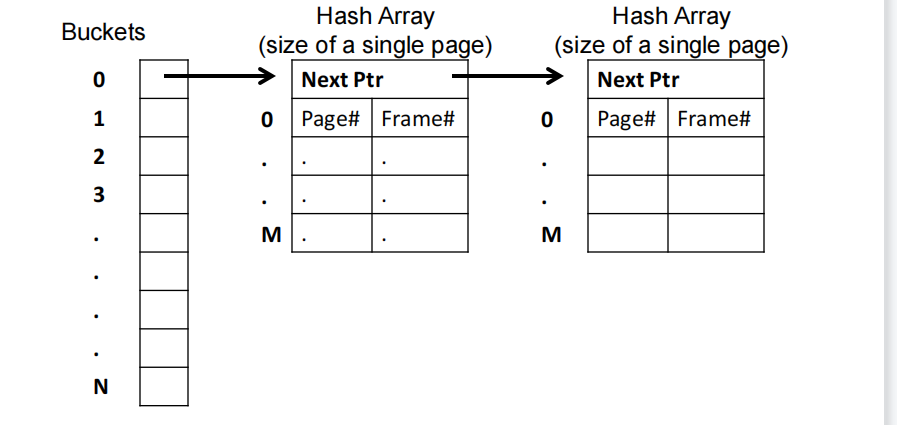 Buckets
Hash Array
(size of a single page)
Hash Array
(size of a single page)
0
1
2
3
.
.
.
.
N
Next Ptr
0 Page# Frame#
. . .
. . .
M . .
Next Ptr
0 Page# Frame#
.
.
M